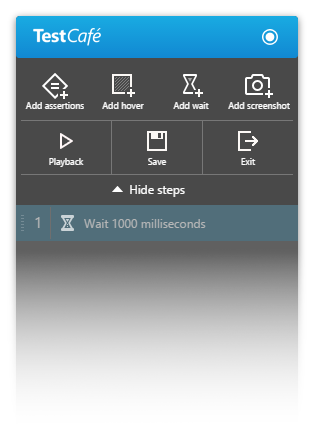 TestCafé
Add assertions Add hover Add wait Add screenshot
Playback Save Exit
Hide steps
1 Wait 1000 milliseconds